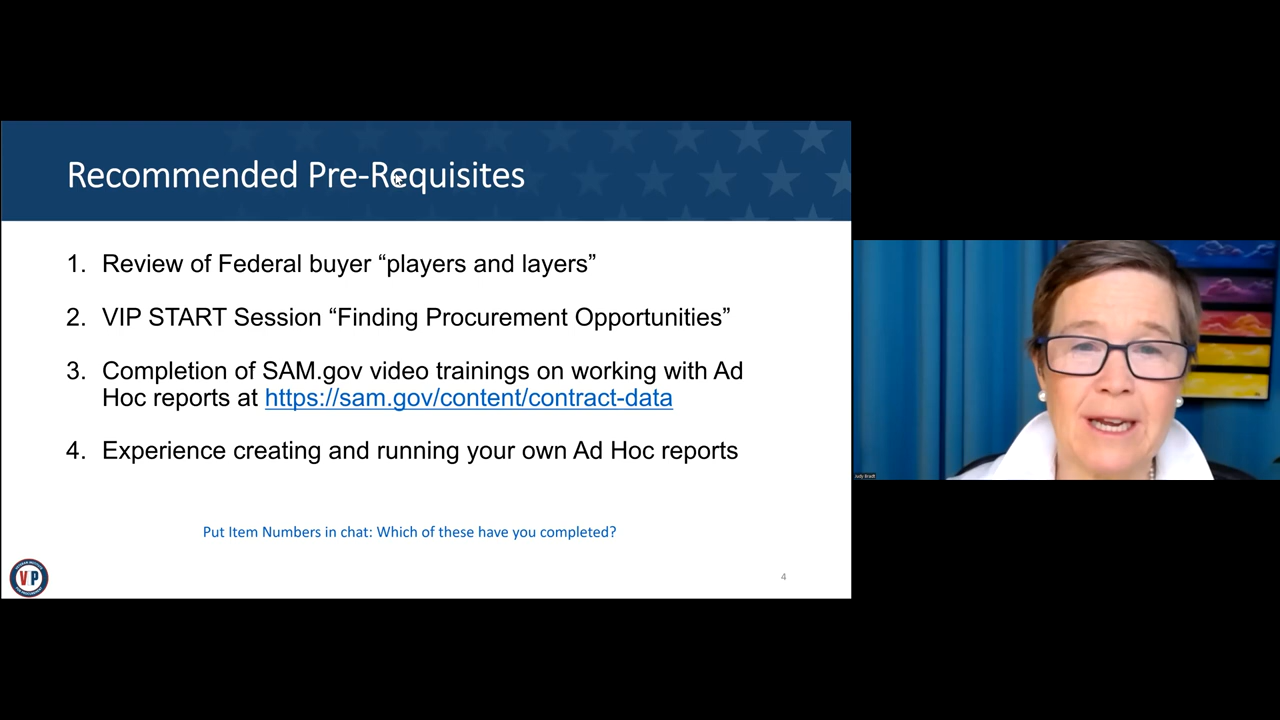 Recommended Pre-Requisites
1. Review of Federal buyer “players and layers”
2. VIP START Session “Finding Procurement Opportunities”
3. Completion of SAM.gov video trainings on working with Ad
Hoc reports at https://sam.gov/content/contract-data
4. Experience creating and running your own Ad Hoc reports
Put Item Numbers in chat: Which of these have you completed?
VIP
4
Judy Bradt